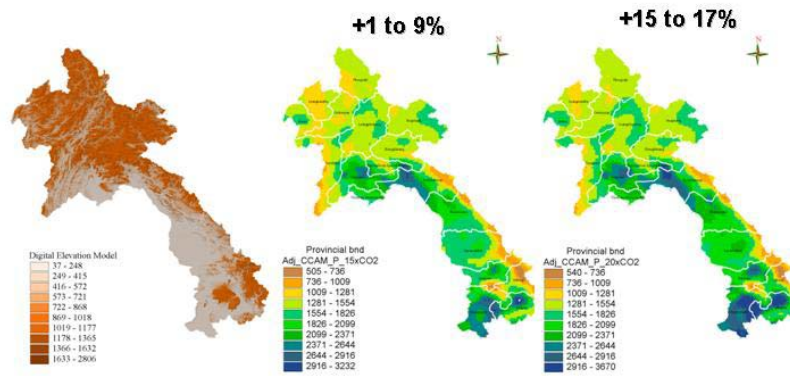 +1 to 9%
+15 to 17%
N
N
Digital Elevation Model
37 - 248
249 - 415
416 - 572
573 - 721
722 - 868
869 - 1018
1019 - 1177
1178 - 1365
1366 - 1632
1633 - 2806
Provincial bnd
Adj_CCAM_P_15xCO2
505 - 736
736 - 1009
1009 - 1281
1281 - 1554
1554 - 1826
1826 - 2099
2099 - 2371
2371 - 2644
2644 - 2916
2916 - 3232
Provincial bnd
Adj_CCAM_P_20xCO2
540 - 736
736 - 1009
1009 - 1281
1281 - 1554
1554 - 1826
1826 - 2099
2099 - 2371
2371 - 2644
2644 - 2916
2916 - 3670